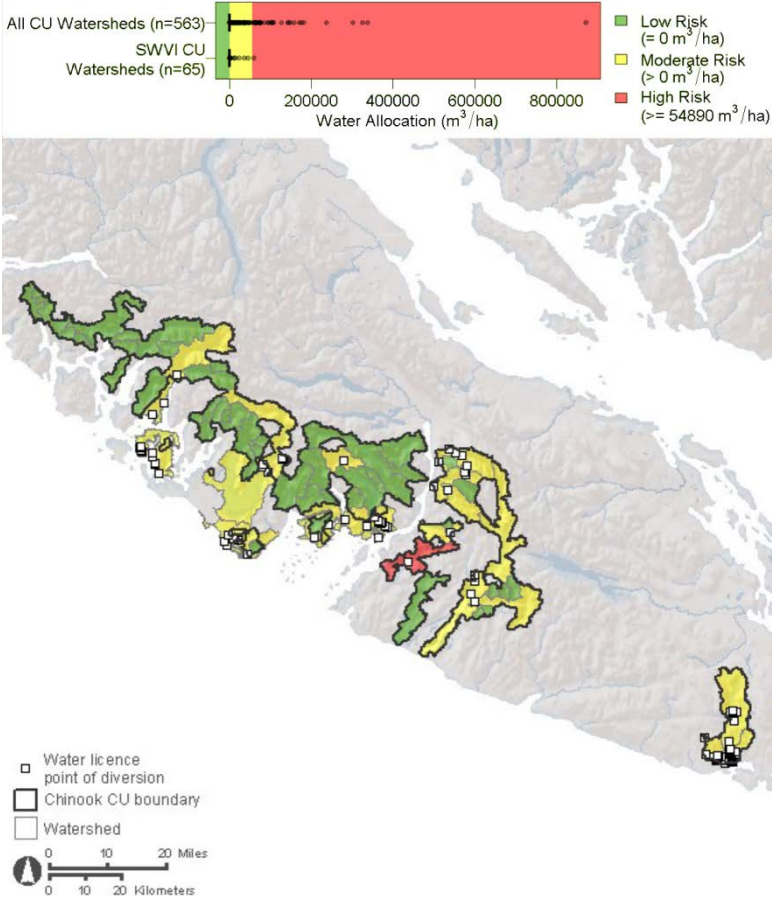 All CU Watersheds (n=563)
SWVI CU
Watersheds (n=65)
0 200000 400000 600000 800000
Water Allocation (m³/ha)
Low Risk
(= 0 m³/ha)
Moderate Risk
(> 0 m³/ha)
High Risk
(>= 54890 m³/ha)
Water licence
point of diversion
Chinook CU boundary
Watershed
0 10 20 Miles
0 10 20 Kilometers